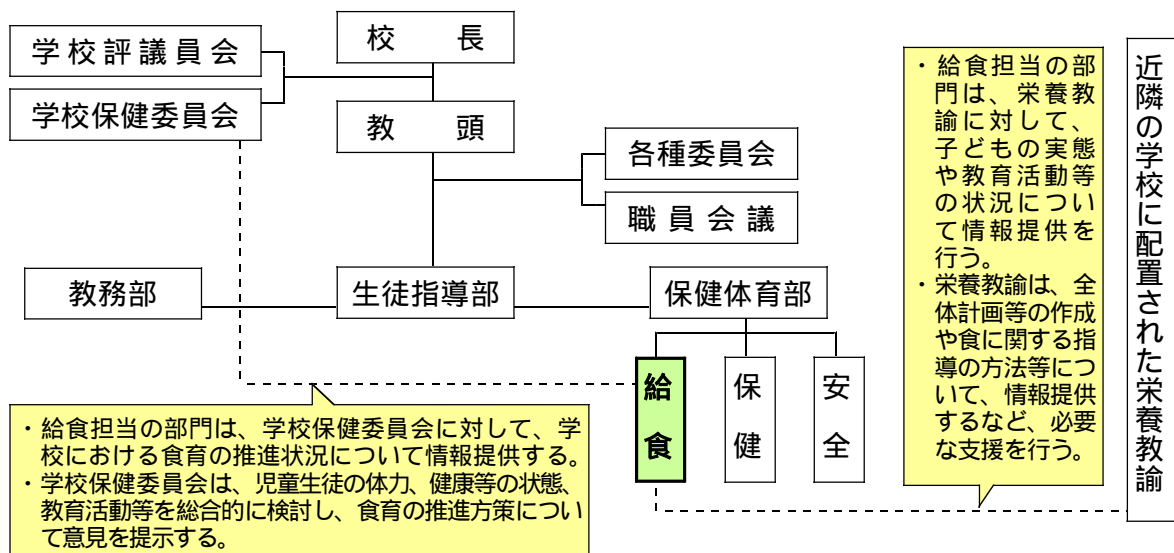 学校評議員会
学校保健委員会
校長
教頭
各種委員会
職員会議
教務部
生徒指導部
保健体育部
給食
保健
安全
・給食担当の部門は、学校保健委員会に対して、学
校における食育の推進状況について情報提供する。
・学校保健委員会は、児童生徒の体力、健康等の状態、
教育活動等を総合的に検討し、食育の推進方策につい
て意見を提示する。
・給食担当の部
門は、栄養教
諭に対して、
子どもの実態
や教育活動等
の状況につい
て情報提供を
行う。
・栄養教諭は、全
体計画等の作成
や食に関する指
導の方法等につ
いて、情報提供
するなど、必要
な支援を行う。
近隣の学校に配置された栄養教諭